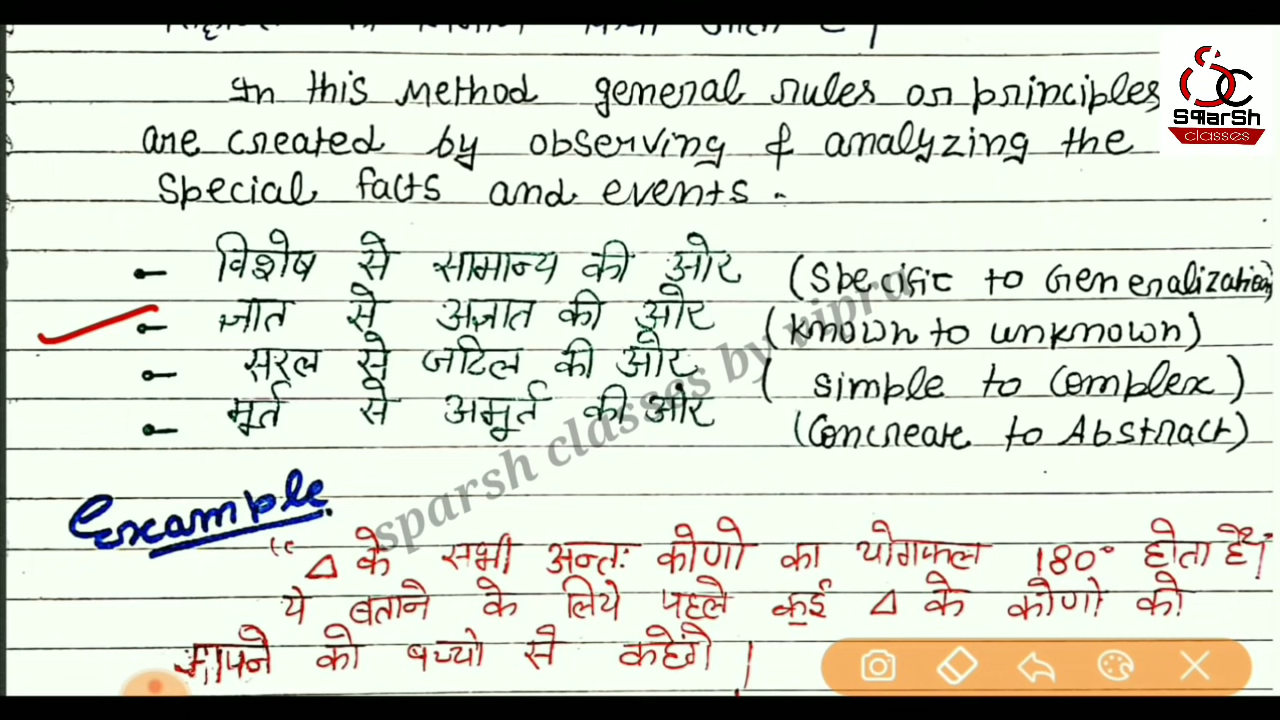 In this method general rules or principles
are created by observing & analyzing the
special facts and events.
- विशेष से सामान्य की ओर (Specific to Generalization)
- ज्ञात से अज्ञात की ओर (Known to unknown)
- सरल से जटिल की ओर (simple to Complex)
- मूर्त से अमूर्त की ओर (Concreate to Abstract)
Example
"Δ के सभी अन्तः कोणो का योगफल 180° होता है"।
ये बताने के लिये पहले कई Δ के कोणो को
मापने को बच्चो से कहेंगे।
Sपarsh
classes
sparsh classes by vipra